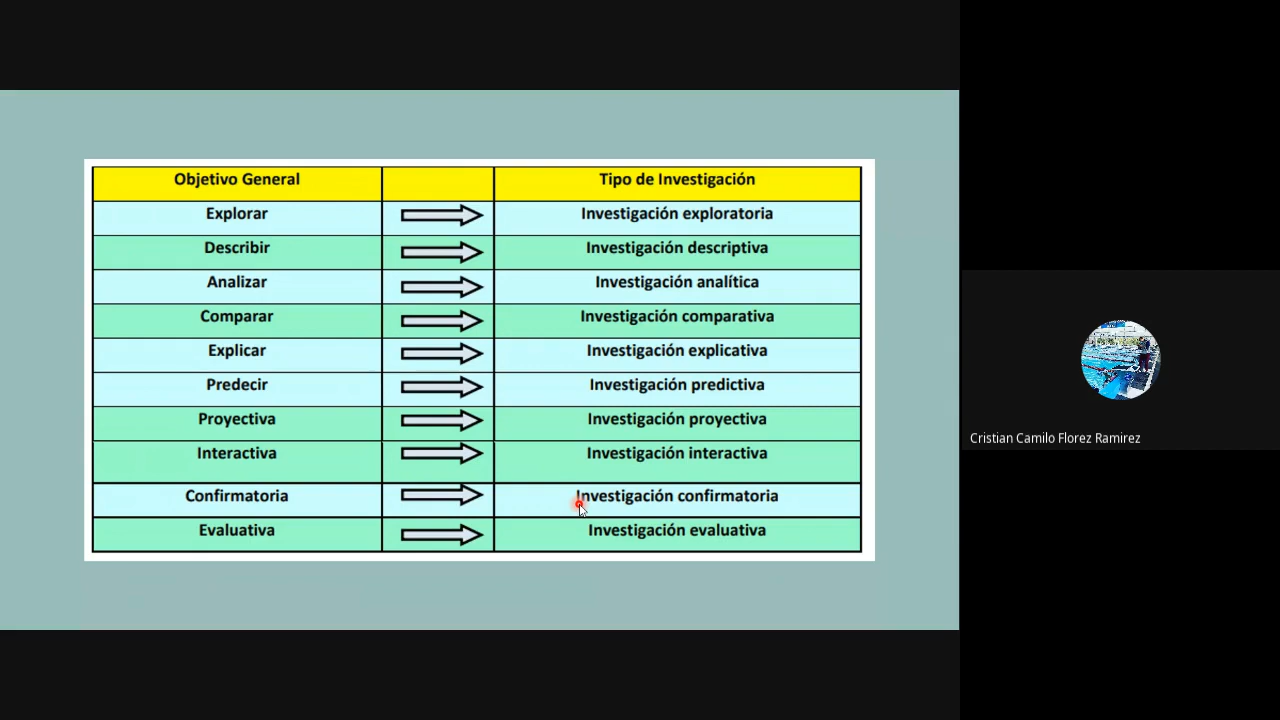 Objetivo General Tipo de Investigación
Explorar Investigación exploratoria
Describir Investigación descriptiva
Analizar Investigación analítica
Comparar Investigación comparativa
Explicar Investigación explicativa
Predecir Investigación predictiva
Proyectiva Investigación proyectiva
Interactiva Investigación interactiva
Confirmatoria Investigación confirmatoria
Evaluativa Investigación evaluativa
Cristian Camilo Florez Ramirez